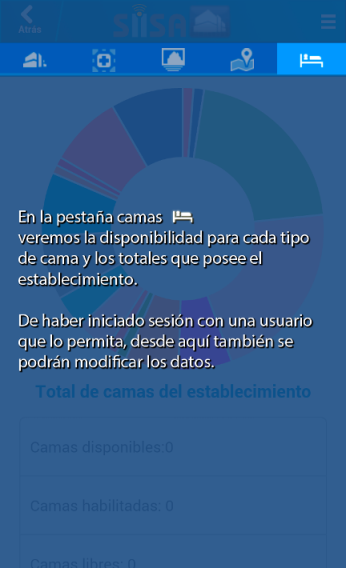 Atrás
SIISA
En la pestaña camas
veremos la disponibilidad para cada tipo
de cama y los totales que posee el
establecimiento.
De haber iniciado sesión con una usuario
que lo permita, desde aquí también se
podrán modificar los datos.
Total de camas del establecimiento
Camas disponibles:0
Camas habilitadas: 0
Camas libres: 0